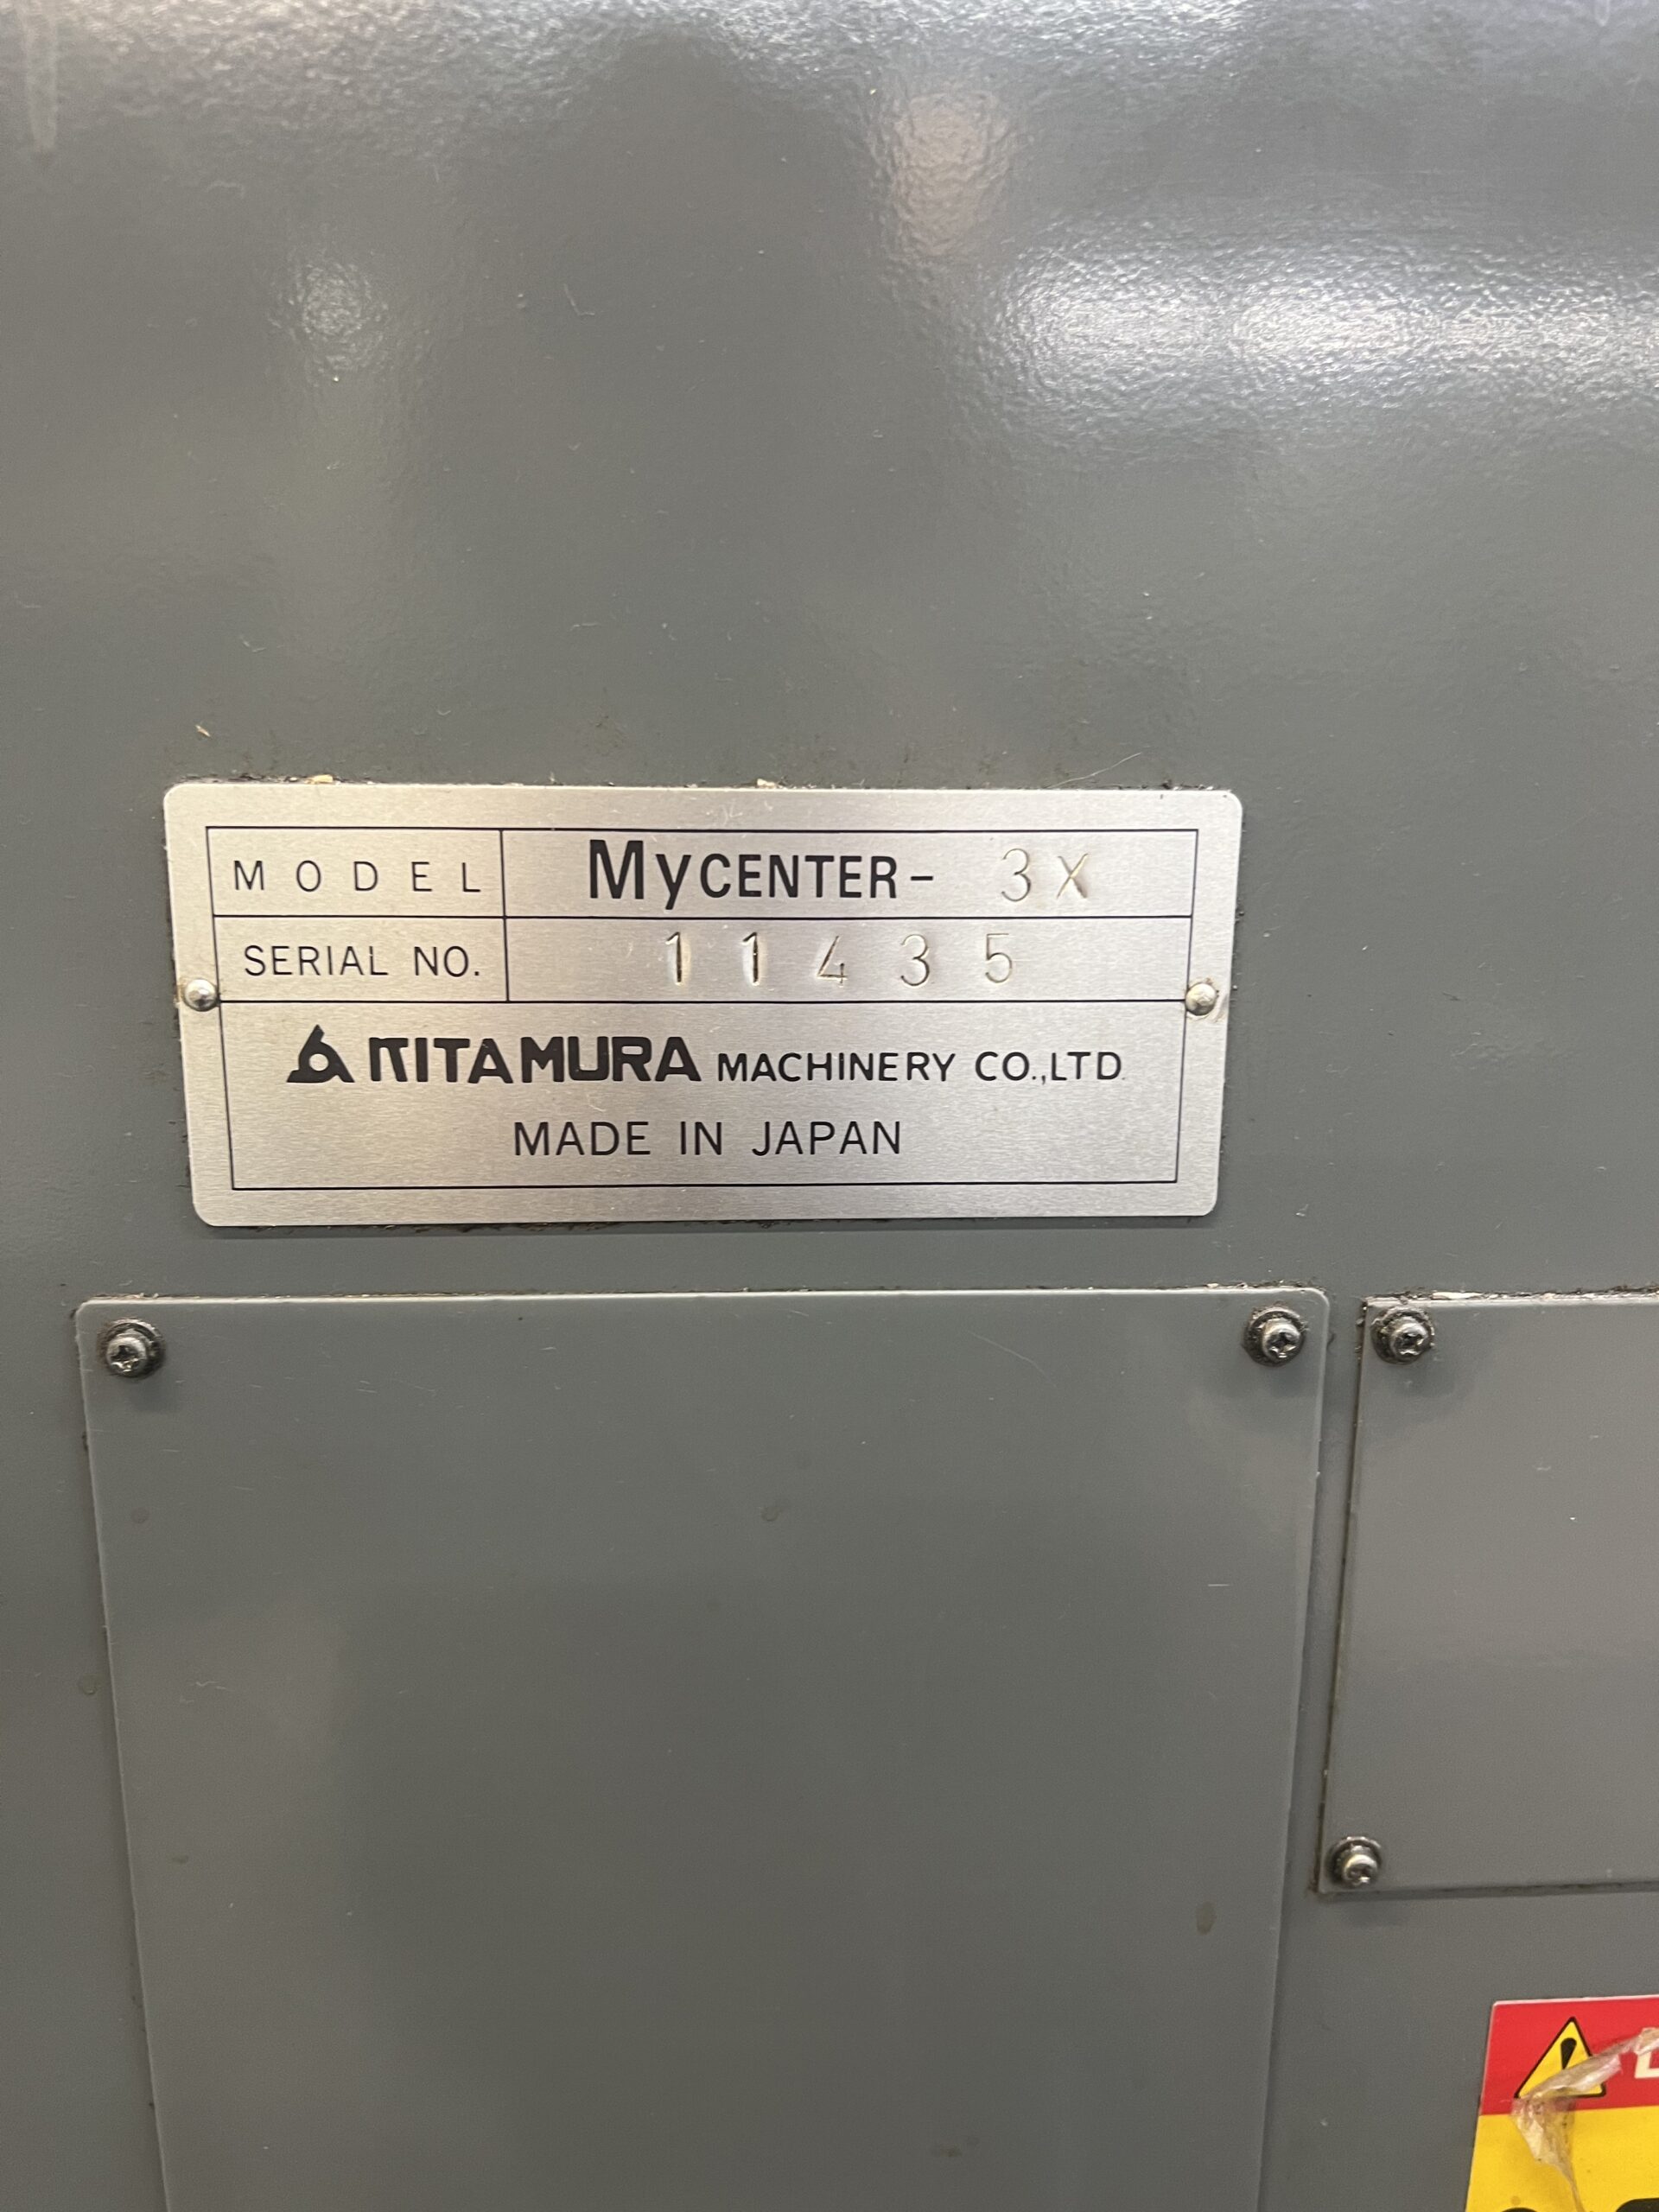 MODEL MyCENTER- 3X
SERIAL NO. 11435
KITAMURA MACHINERY CO.,LTD.
MADE IN JAPAN